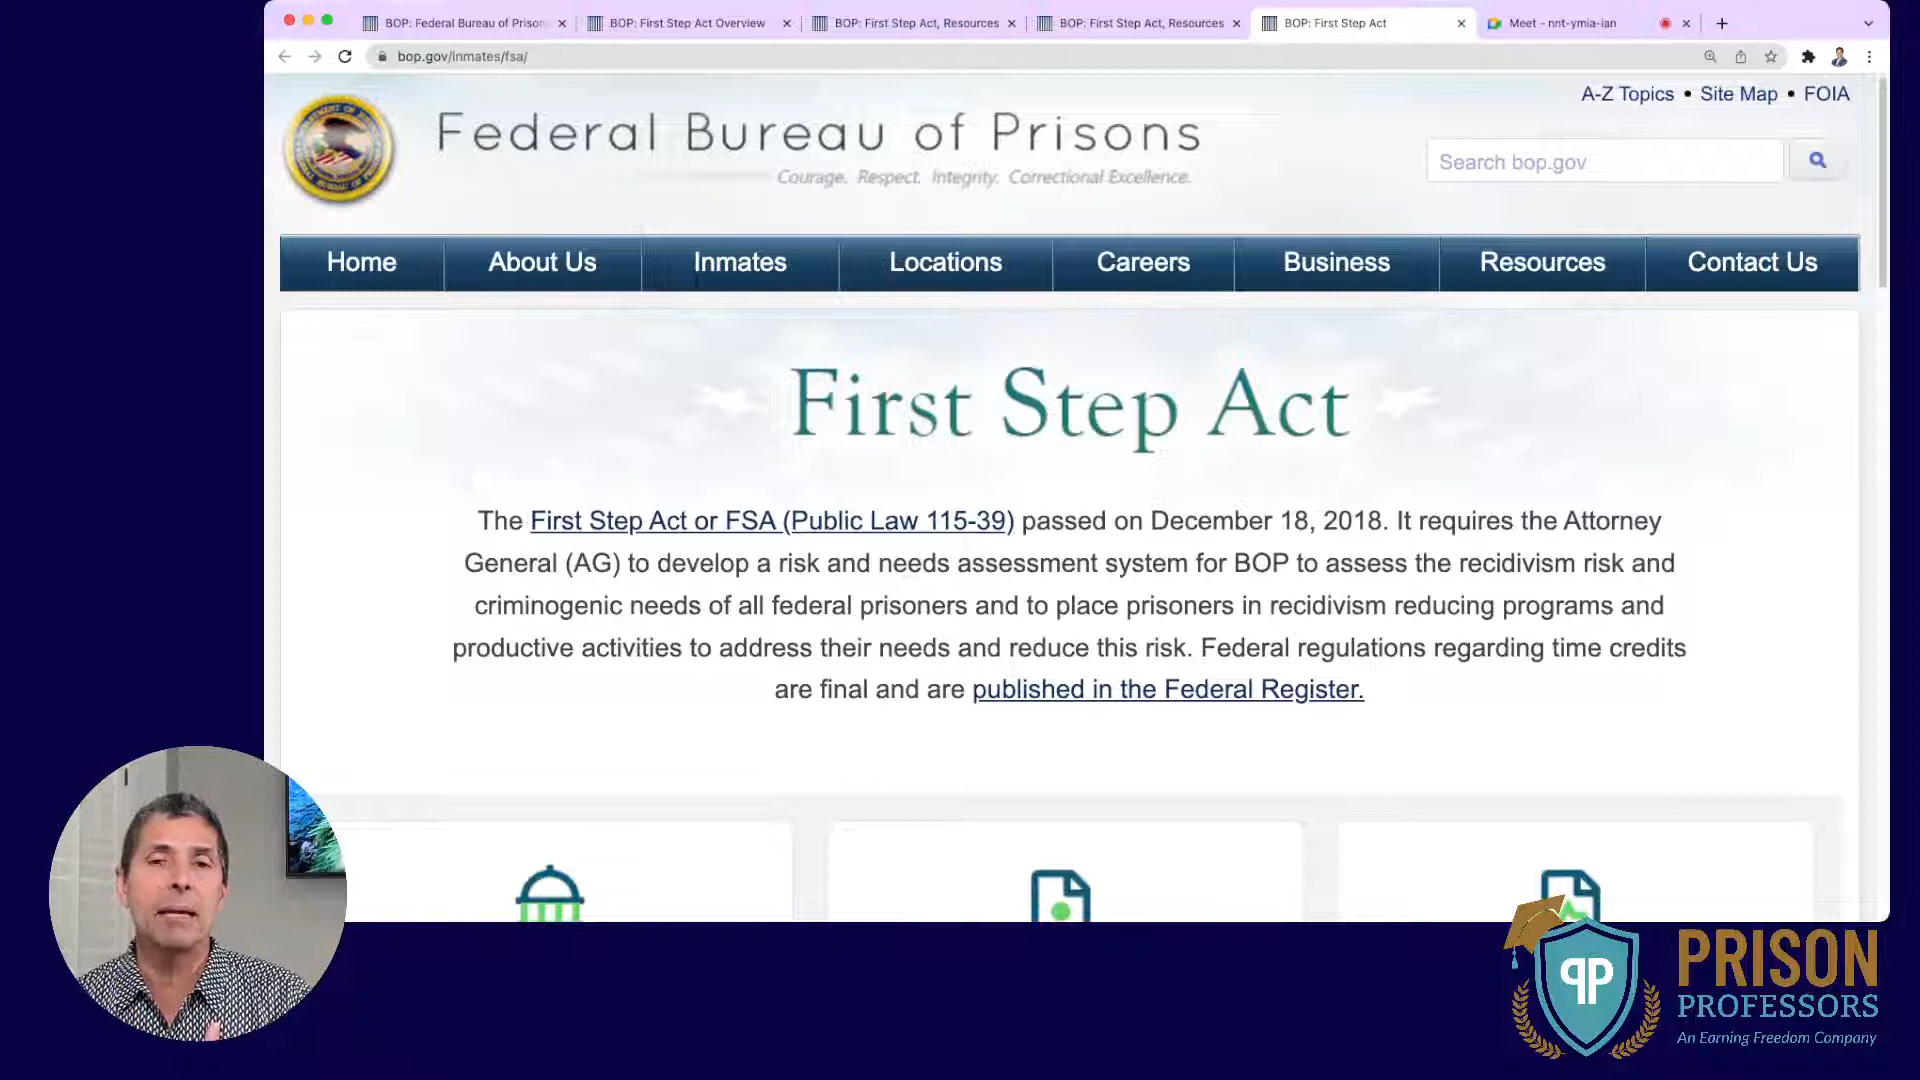 BOP: Federal Bureau of Prison
BOP: First Step Act Overview
BOP: First Step Act, Resources
BOP: First Step Act, Resources
BOP: First Step Act
Meet - nnt-ymia-ian
bop.gov/inmates/fsa/
A-Z Topics • Site Map • FOIA
Federal Bureau of Prisons
Courage. Respect. Integrity. Correctional Excellence.
Search bop.gov
Home
About Us
Inmates
Locations
Careers
Business
Resources
Contact Us
First Step Act
The First Step Act or FSA (Public Law 115-39) passed on December 18, 2018. It requires the Attorney
General (AG) to develop a risk and needs assessment system for BOP to assess the recidivism risk and
criminogenic needs of all federal prisoners and to place prisoners in recidivism reducing programs and
productive activities to address their needs and reduce this risk. Federal regulations regarding time credits
are final and are published in the Federal Register.
PP
PRISON
PROFESSORS
An Earning Freedom Company